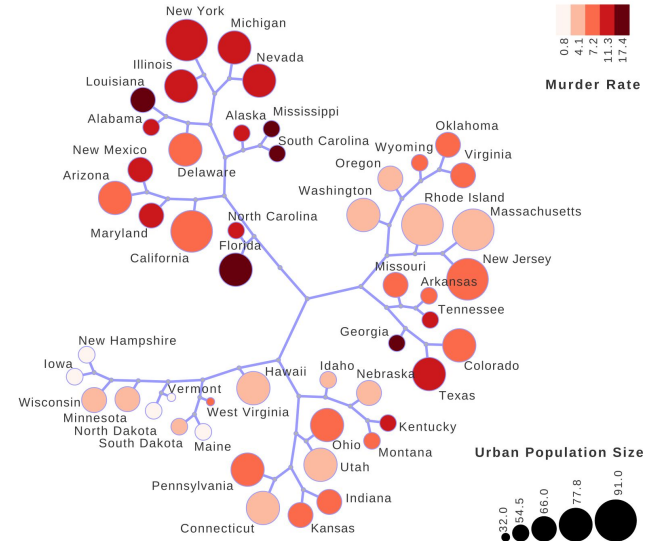 New York
Michigan
Nevada
Illinois
Louisiana
Alabama
Alaska
Mississippi
South Carolina
New Mexico
Delaware
Arizona
Maryland
California
North Carolina
Florida
0.8
4.1
7.2
11.3
17.4
Murder Rate
Oklahoma
Wyoming
Virginia
Oregon
Washington
Rhode Island
Massachusetts
New Jersey
Missouri
Arkansas
Tennessee
Georgia
Colorado
Texas
New Hampshire
Iowa
Hawaii
Vermont
Wisconsin
Minnesota
West Virginia
North Dakota
South Dakota
Maine
Idaho
Nebraska
Kentucky
Ohio
Montana
Utah
Pennsylvania
Indiana
Connecticut
Kansas
Urban Population Size
32.0
54.5
66.0
77.8
91.0